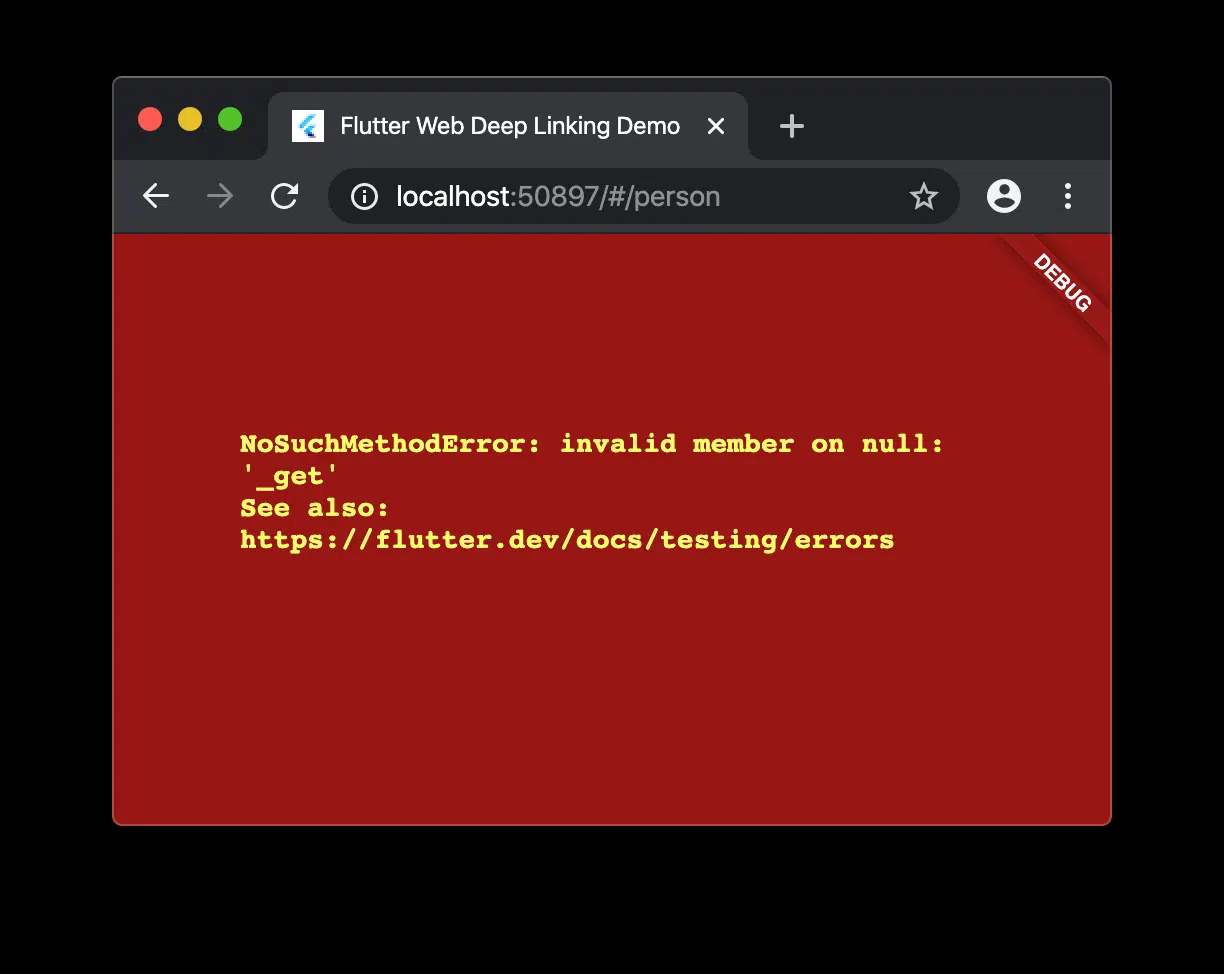 Flutter Web Deep Linking Demo
localhost:50897/#/person
DEBUG
NoSuchMethodError: invalid member on null:
'_get'
See also:
https://flutter.dev/docs/testing/errors